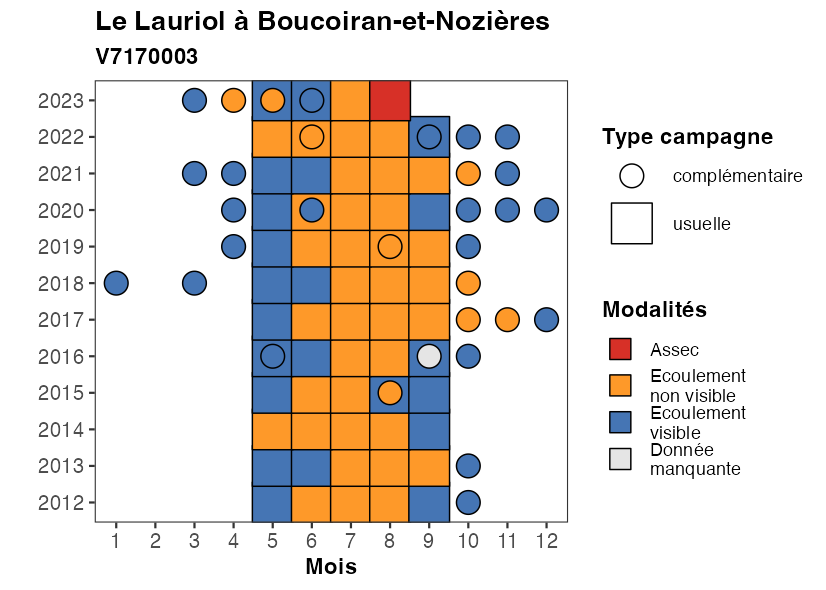 Le Lauriol à Boucoiran-et-Nozières
V7170003
2023
2022
2021
2020
2019
2018
2017
2016
2015
2014
2013
2012
1 2 3 4 5 6 7 8 9 10 11 12
Mois
Type campagne
complémentaire
usuelle
Modalités
Assec
Ecoulement
non visible
Ecoulement
visible
Donnée
manquante